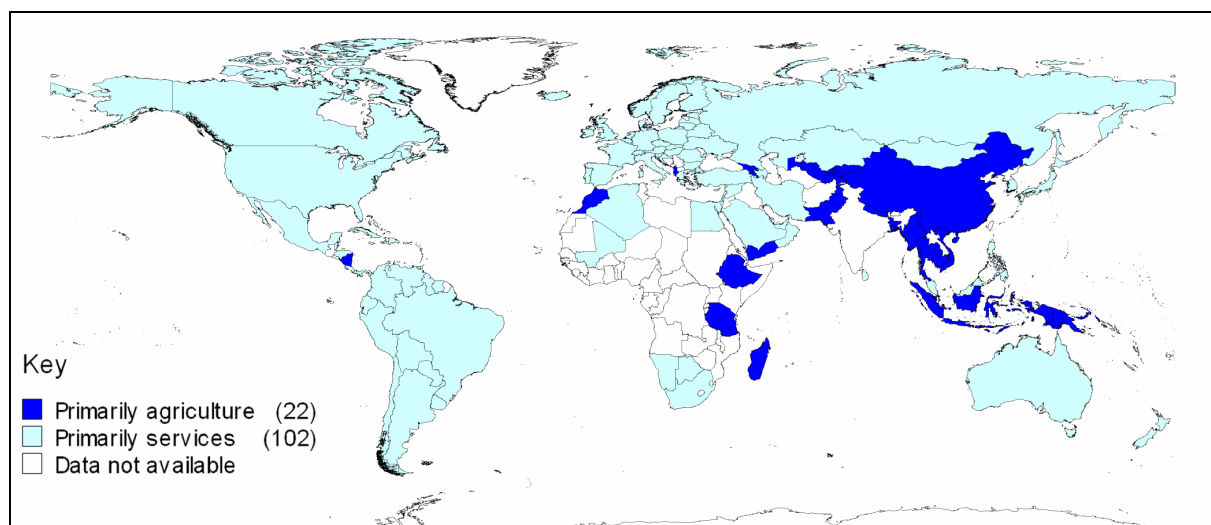 Key
Primarily agriculture (22)
Primarily services (102)
Data not available